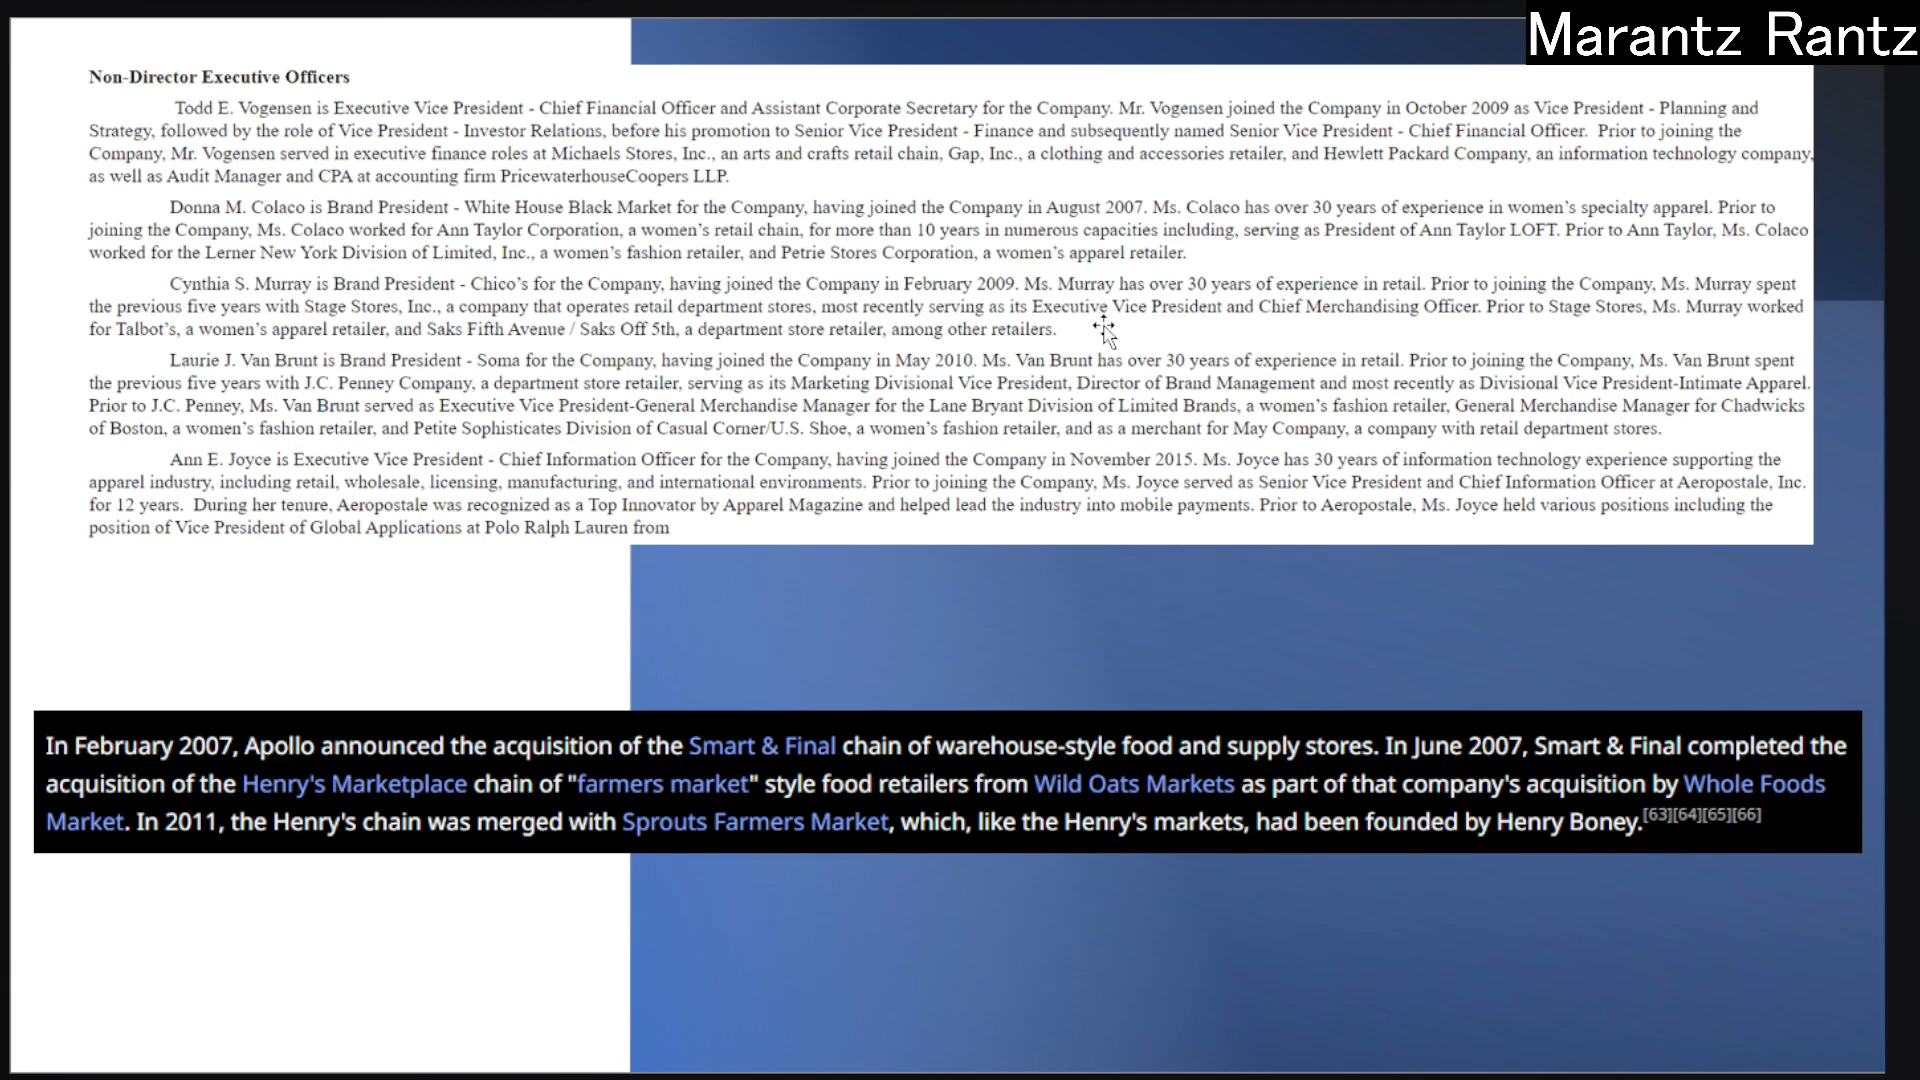 Marantz Rantz
Non-Director Executive Officers
Todd E. Vogensen is Executive Vice President - Chief Financial Officer and Assistant Corporate Secretary for the Company. Mr. Vogensen joined the Company in October 2009 as Vice President - Planning and
Strategy, followed by the role of Vice President - Investor Relations, before his promotion to Senior Vice President - Finance and subsequently named Senior Vice President - Chief Financial Officer. Prior to joining the
Company, Mr. Vogensen served in executive finance roles at Michaels Stores, Inc., an arts and crafts retail chain, Gap, Inc., a clothing and accessories retailer, and Hewlett Packard Company, an information technology company,
as well as Audit Manager and CPA at accounting firm PricewaterhouseCoopers LLP.
Donna M. Colaco is Brand President - White House Black Market for the Company, having joined the Company in August 2007. Ms. Colaco has over 30 years of experience in women's specialty apparel. Prior to
joining the Company, Ms. Colaco worked for Ann Taylor Corporation, a women's retail chain, for more than 10 years in numerous capacities including, serving as President of Ann Taylor LOFT. Prior to Ann Taylor, Ms. Colaco
worked for the Lerner New York Division of Limited, Inc., a women's fashion retailer, and Petrie Stores Corporation, a women's apparel retailer.
Cynthia S. Murray is Brand President - Chico's for the Company, having joined the Company in February 2009. Ms. Murray has over 30 years of experience in retail. Prior to joining the Company, Ms. Murray spent
the previous five years with Stage Stores, Inc., a company that operates retail department stores, most recently serving as its Executive Vice President and Chief Merchandising Officer. Prior to Stage Stores, Ms. Murray worked
for Talbot's, a women's apparel retailer, and Saks Fifth Avenue / Saks Off 5th, a department store retailer, among other retailers.
Laurie J. Van Brunt is Brand President - Soma for the Company, having joined the Company in May 2010. Ms. Van Brunt has over 30 years of experience in retail. Prior to joining the Company, Ms. Van Brunt spent
the previous five years with J.C. Penney Company, a department store retailer, serving as its Marketing Divisional Vice President, Director of Brand Management and most recently as Divisional Vice President-Intimate Apparel.
Prior to J.C. Penney, Ms. Van Brunt served as Executive Vice President-General Merchandise Manager for the Lane Bryant Division of Limited Brands, a women's fashion retailer, General Merchandise Manager for Chadwicks
of Boston, a women's fashion retailer, and Petite Sophisticates Division of Casual Corner/U.S. Shoe, a women's fashion retailer, and as a merchant for May Company, a company with retail department stores.
Ann E. Joyce is Executive Vice President - Chief Information Officer for the Company, having joined the Company in November 2015. Ms. Joyce has 30 years of information technology experience supporting the
apparel industry, including retail, wholesale, licensing, manufacturing, and international environments. Prior to joining the Company, Ms. Joyce served as Senior Vice President and Chief Information Officer at Aeropostale, Inc.
for 12 years. During her tenure, Aeropostale was recognized as a Top Innovator by Apparel Magazine and helped lead the industry into mobile payments. Prior to Aeropostale, Ms. Joyce held various positions including the
position of Vice President of Global Applications at Polo Ralph Lauren from
In February 2007, Apollo announced the acquisition of the Smart & Final chain of warehouse-style food and supply stores. In June 2007, Smart & Final completed the
acquisition of the Henry's Marketplace chain of "farmers market" style food retailers from Wild Oats Markets as part of that company's acquisition by Whole Foods
Market. In 2011, the Henry's chain was merged with Sprouts Farmers Market, which, like the Henry's markets, had been founded by Henry Boney.[63][64][65][66]